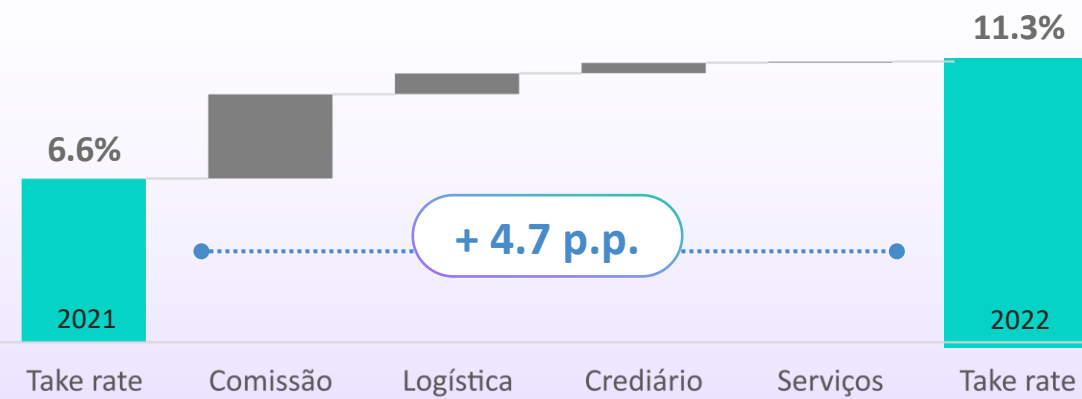 11.3%
6.6%
+ 4.7 p.p.
2021
2022
Take rate
Comissão
Logística
Crediário
Serviços
Take rate